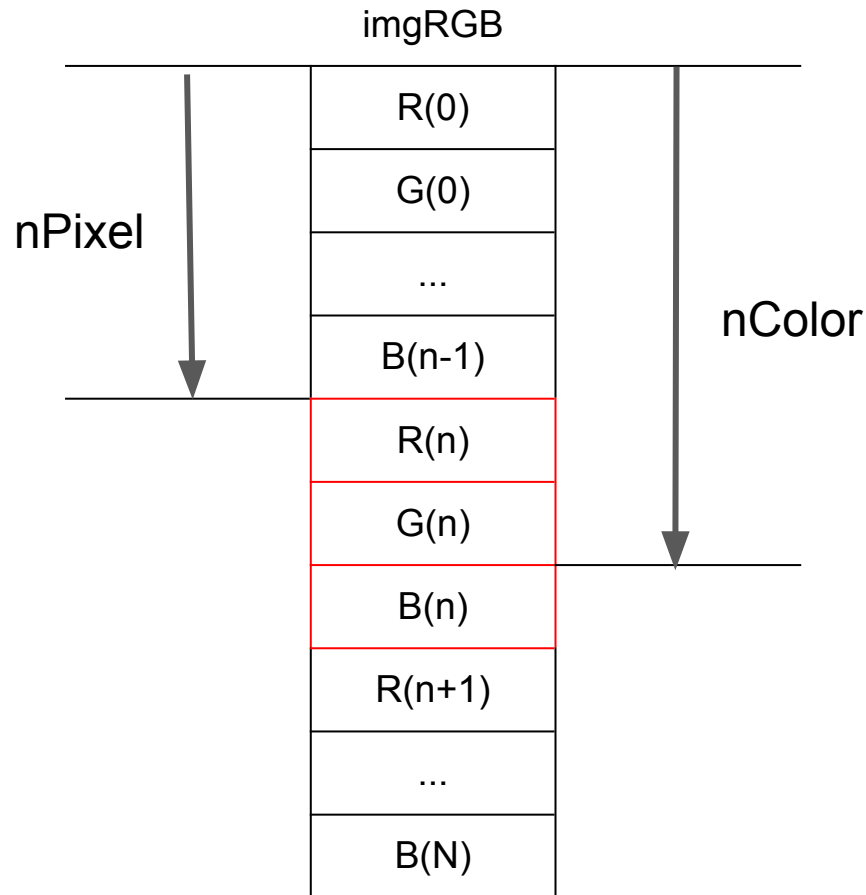 imgRGB
R(0)
G(0)
nPixel
...
nColor
B(n-1)
R(n)
G(n)
B(n)
R(n+1)
...
B(N)